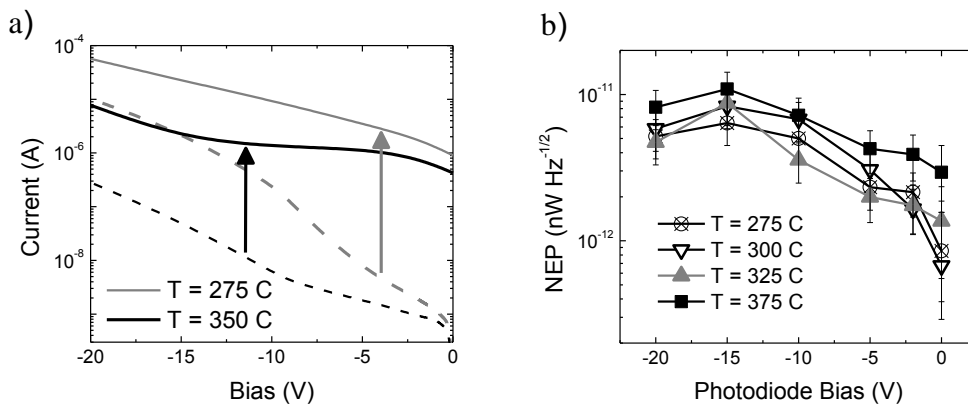 a)
10⁻⁴
10⁻⁶
10⁻⁸
Current (A)
-20
-15
-10
-5
0
Bias (V)
T = 275 C
T = 350 C
b)
10⁻¹¹
10⁻¹²
NEP (nW Hz⁻¹/²)
-20
-15
-10
-5
0
Photodiode Bias (V)
T = 275 C
T = 300 C
T = 325 C
T = 375 C